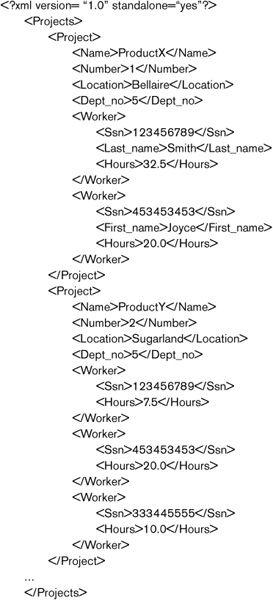 <?xml version= “1.0” standalone=“yes”?>
<Projects>
<Project>
<Name>ProductX</Name>
<Number>1</Number>
<Location>Bellaire</Location>
<Dept_no>5</Dept_no>
<Worker>
<Ssn>123456789</Ssn>
<Last_name>Smith</Last_name>
<Hours>32.5</Hours>
</Worker>
<Worker>
<Ssn>453453453</Ssn>
<First_name>Joyce</First_name>
<Hours>20.0</Hours>
</Worker>
</Project>
<Project>
<Name>ProductY</Name>
<Number>2</Number>
<Location>Sugarland</Location>
<Dept_no>5</Dept_no>
<Worker>
<Ssn>123456789</Ssn>
<Hours>7.5</Hours>
</Worker>
<Worker>
<Ssn>453453453</Ssn>
<Hours>20.0</Hours>
</Worker>
<Worker>
<Ssn>333445555</Ssn>
<Hours>10.0</Hours>
</Worker>
</Project>
...
</Projects>